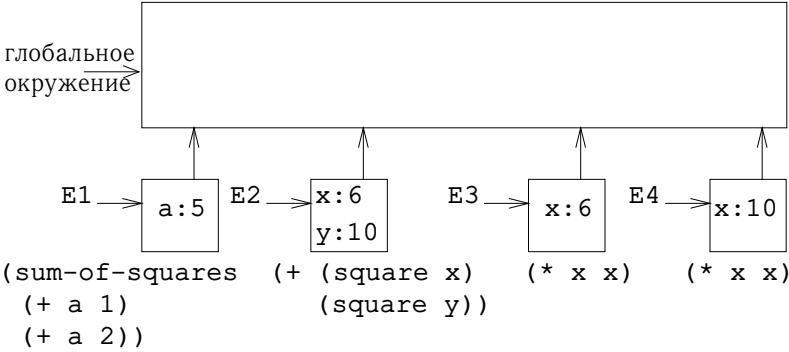 глобальное
окружение
E1
a:5
E2
x:6
y:10
E3
x:6
E4
x:10
(sum-of-squares
(+ a 1)
(+ a 2))
(+ (square x)
(square y))
(* x x)
(* x x)